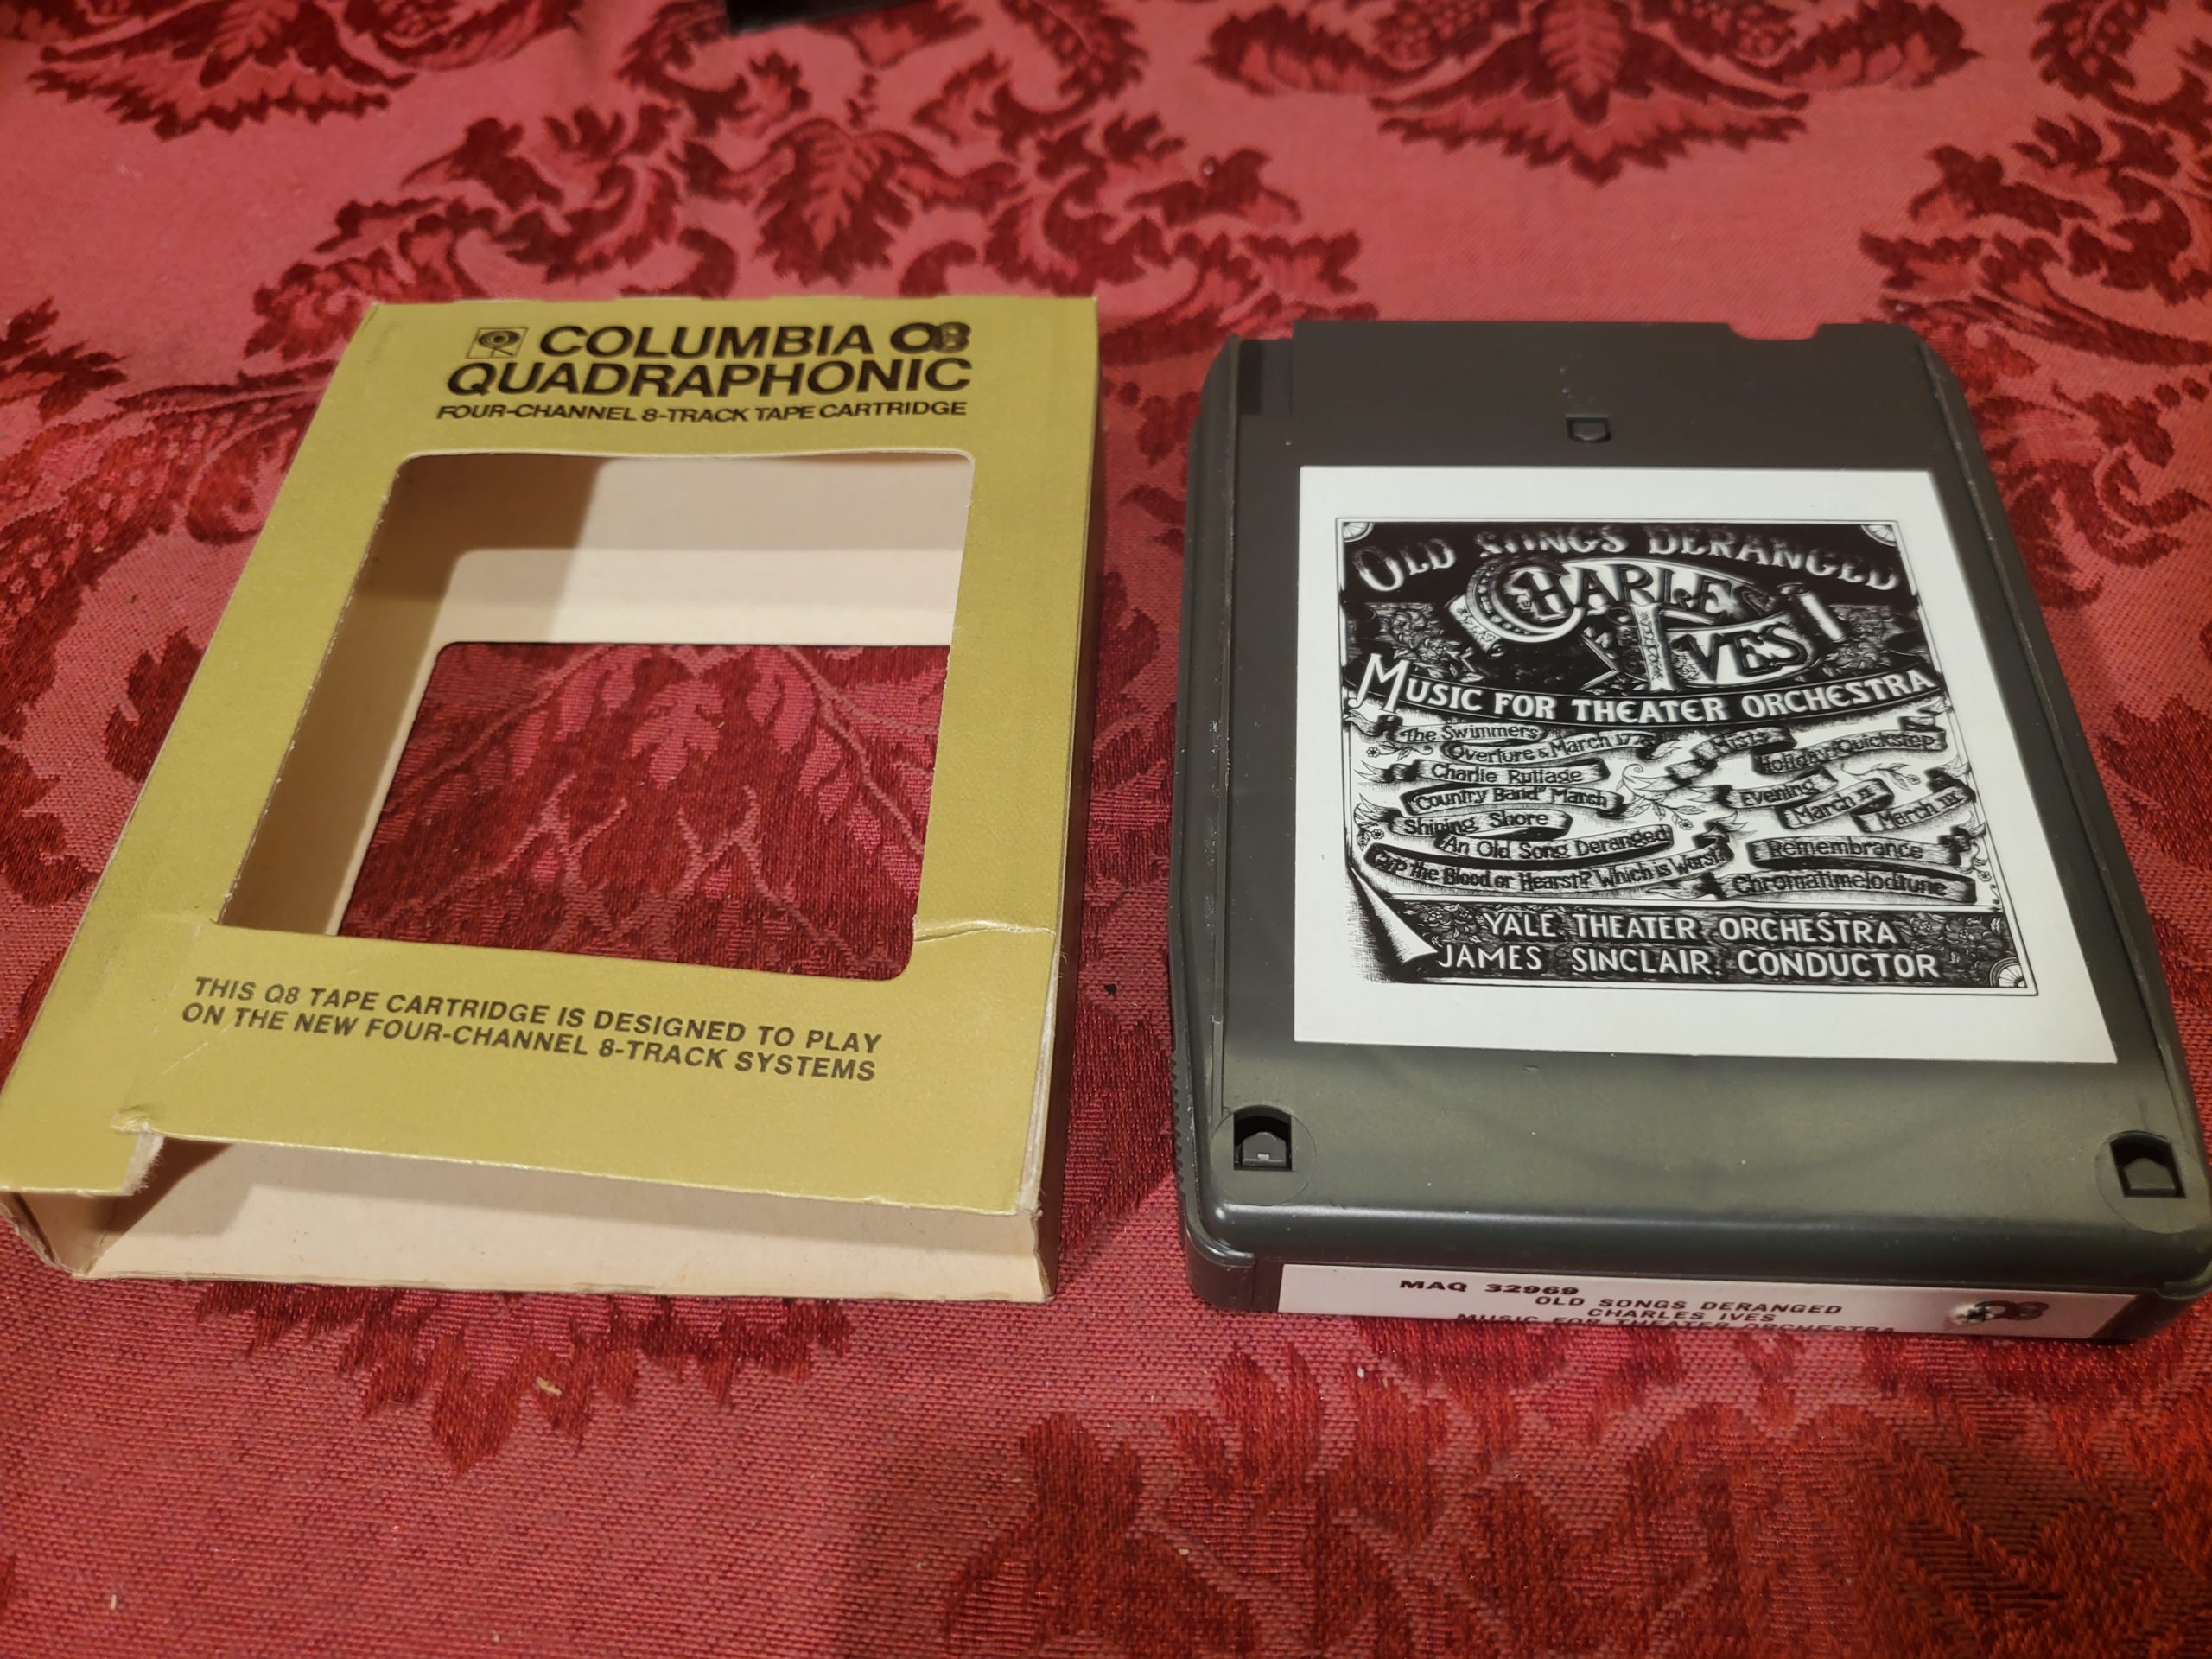 COLUMBIA Q8
QUADRAPHONIC
FOUR-CHANNEL 8-TRACK TAPE CARTRIDGE
THIS Q8 TAPE CARTRIDGE IS DESIGNED TO PLAY
ON THE NEW FOUR-CHANNEL 8-TRACK SYSTEMS
OLD SONGS DERANGED
CHARLES
IVES
MUSIC FOR THEATER ORCHESTRA
The Swimmers
Overture & March
Charlie Rutlage
"Country Band" March
Shining Shore
An Old Song Deranged
Gyp the Blood or Hearst? Which is Worst?
Mists
Holiday Quickstep
Evening
March II
March III
Remembrance
Chromatimelodtune
YALE THEATER ORCHESTRA
JAMES SINCLAIR CONDUCTOR
MAQ 32969
OLD SONGS DERANGED
CHARLES IVES
MUSIC FOR THEATER ORCHESTRA
Q8